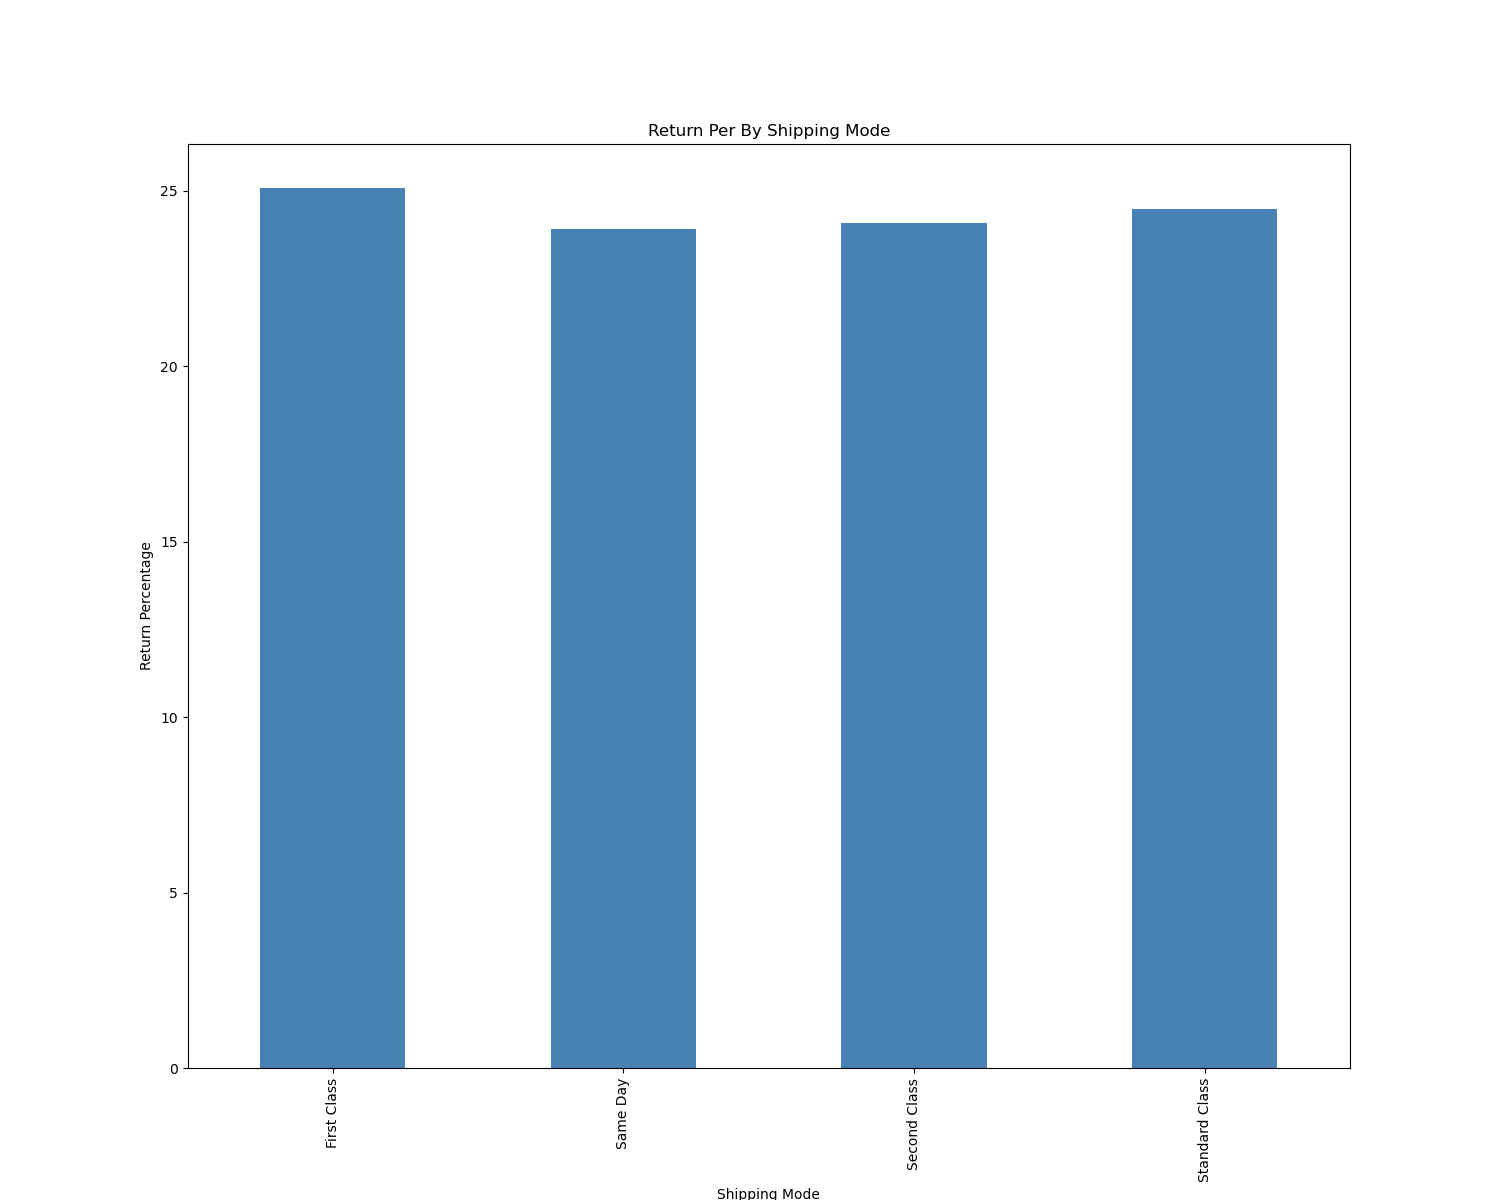 Return Per By Shipping Mode
25
20
15
10
5
0
Return Percentage
First Class
Same Day
Second Class
Standard Class
Shipping Mode